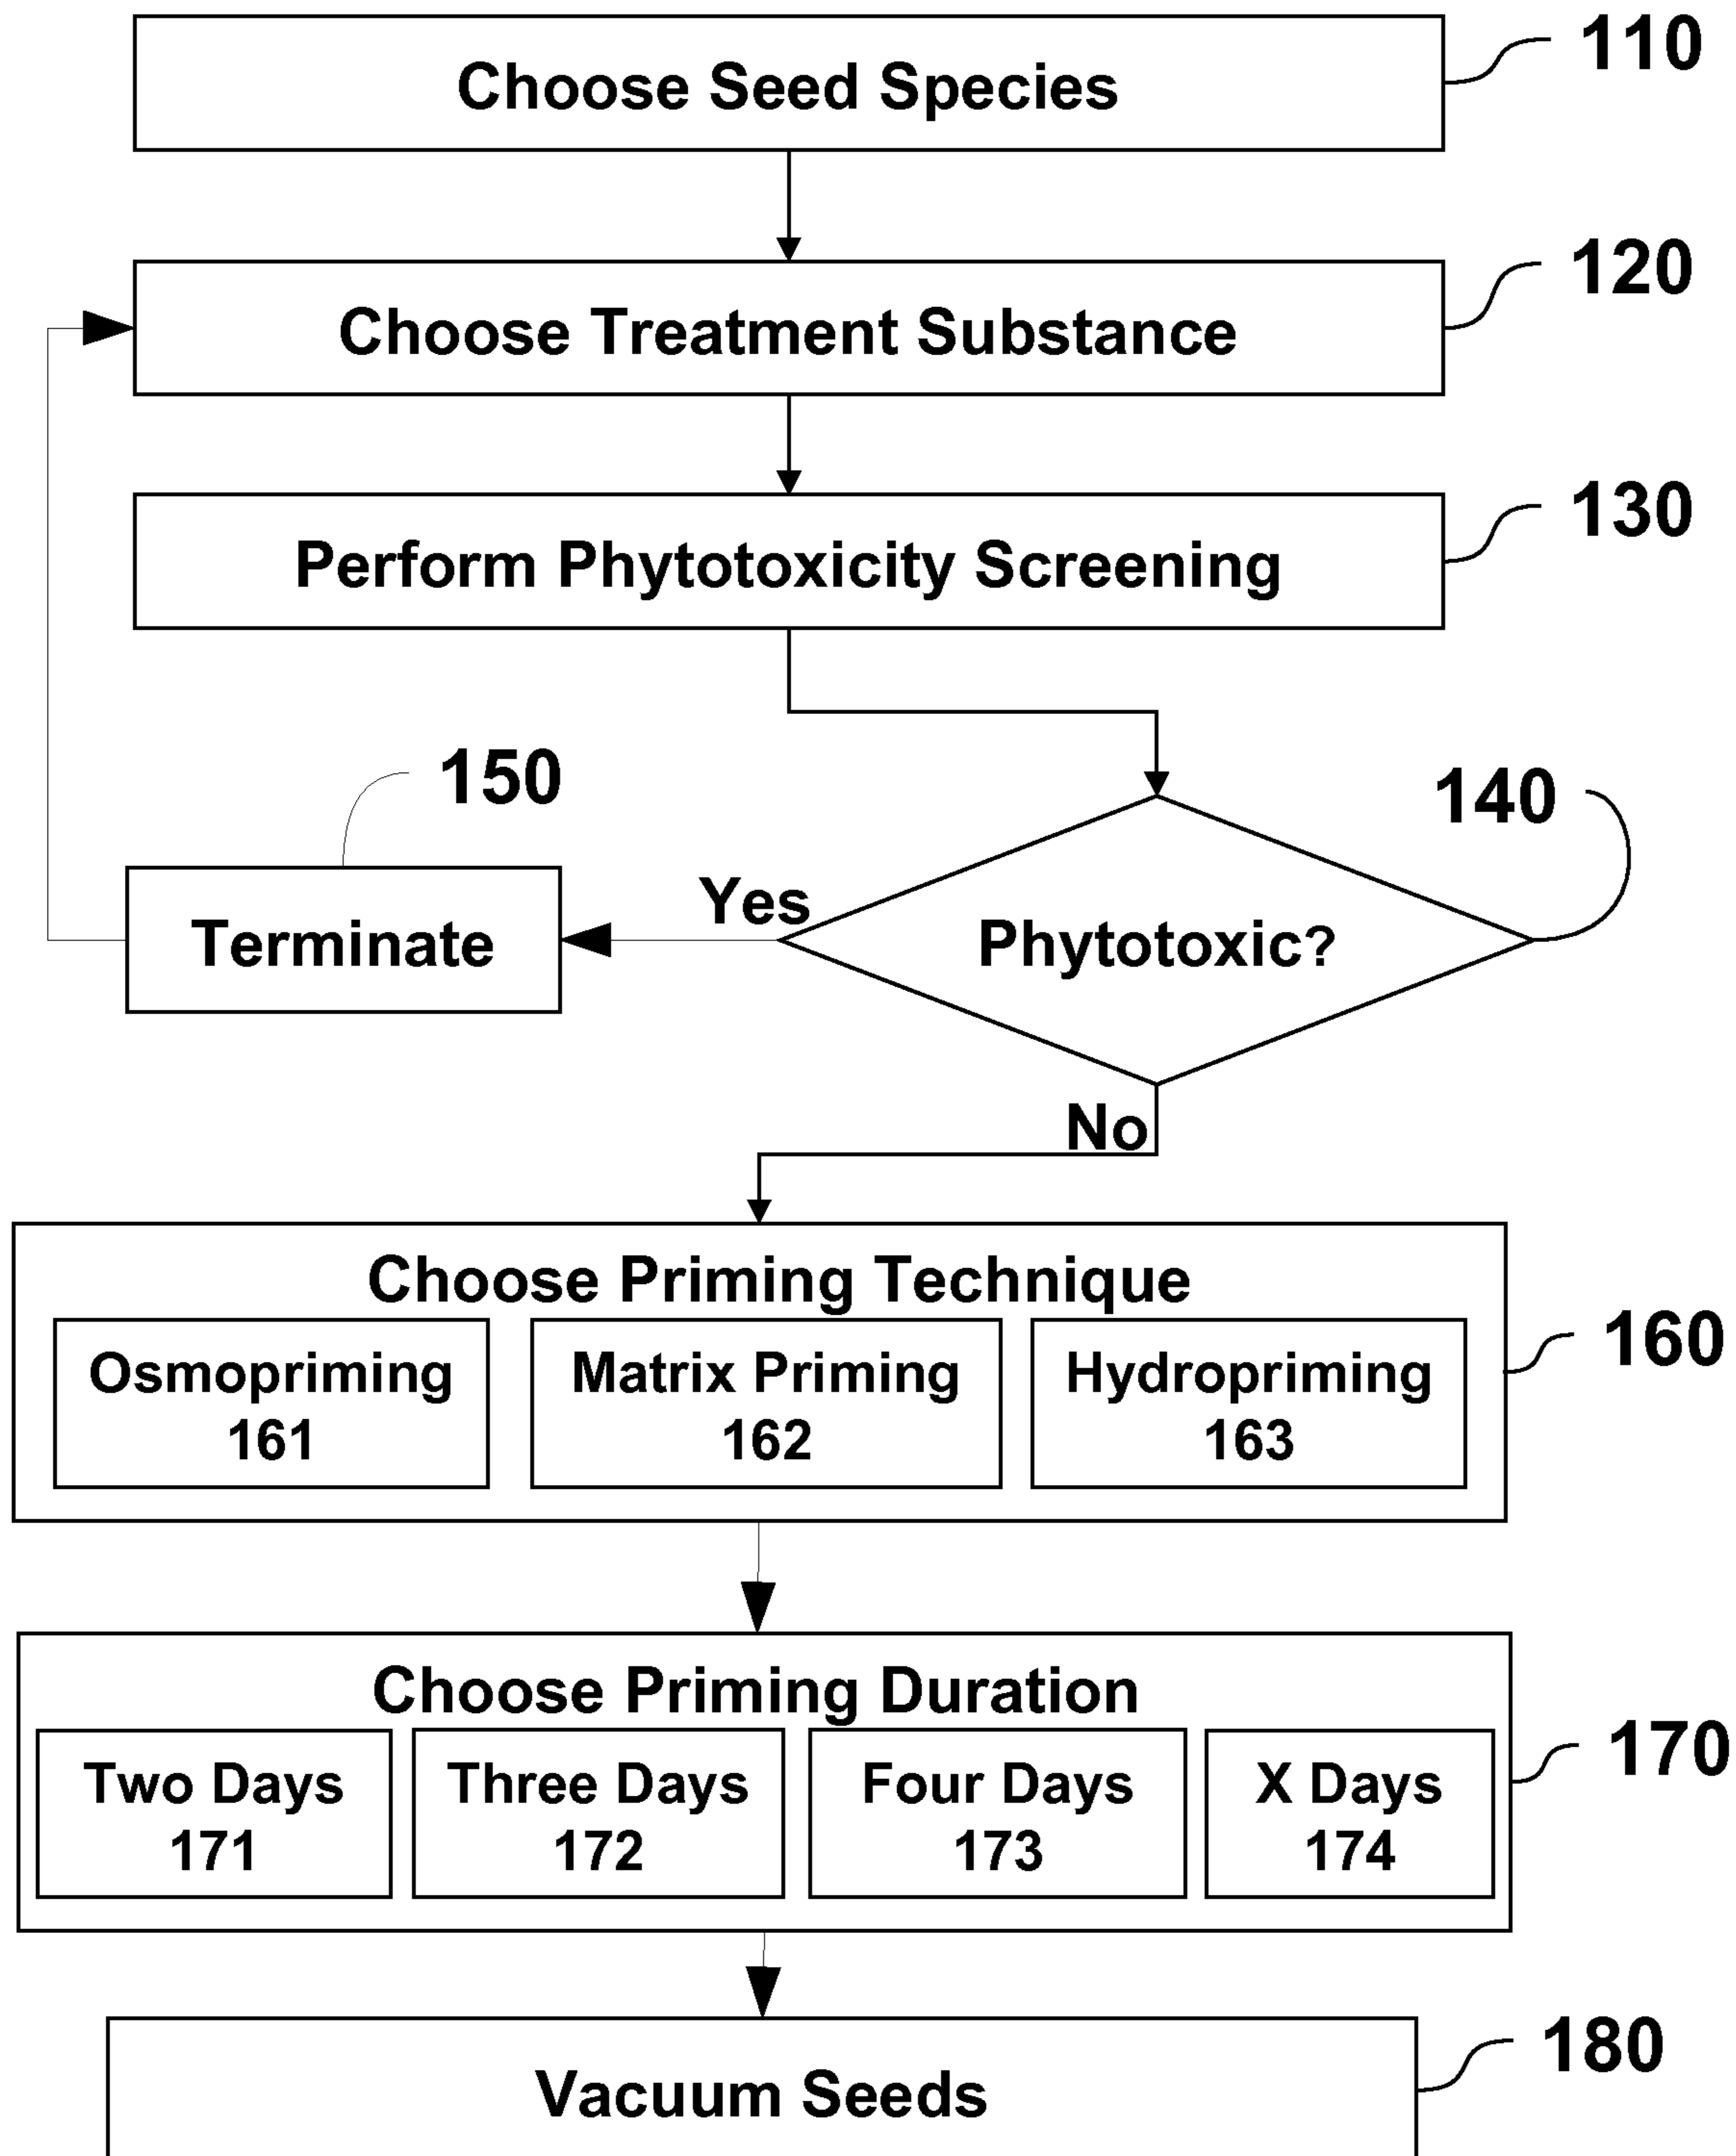 Choose Seed Species
110
Choose Treatment Substance
120
Perform Phytotoxicity Screening
130
150
140
Terminate
Yes
Phytotoxic?
No
Choose Priming Technique
160
Osmopriming
161
Matrix Priming
162
Hydropriming
163
Choose Priming Duration
170
Two Days
171
Three Days
172
Four Days
173
X Days
174
Vacuum Seeds
180